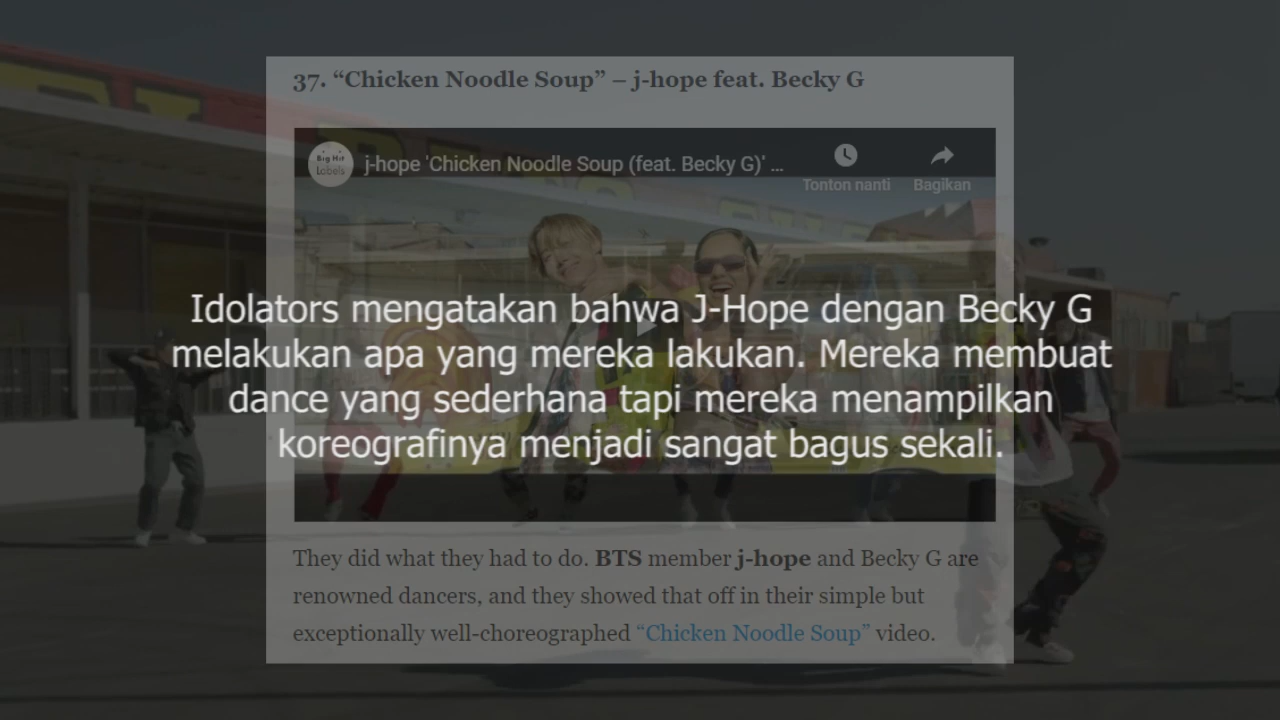 37. “Chicken Noodle Soup” – j-hope feat. Becky G
Big Hit
Labels
j-hope 'Chicken Noodle Soup (feat. Becky G)' ...
Tonton nanti
Bagikan
Idolators mengatakan bahwa J-Hope dengan Becky G
melakukan apa yang mereka lakukan. Mereka membuat
dance yang sederhana tapi mereka menampilkan
koreografinya menjadi sangat bagus sekali.
They did what they had to do. BTS member j-hope and Becky G are
renowned dancers, and they showed that off in their simple but
exceptionally well-choreographed “Chicken Noodle Soup” video.